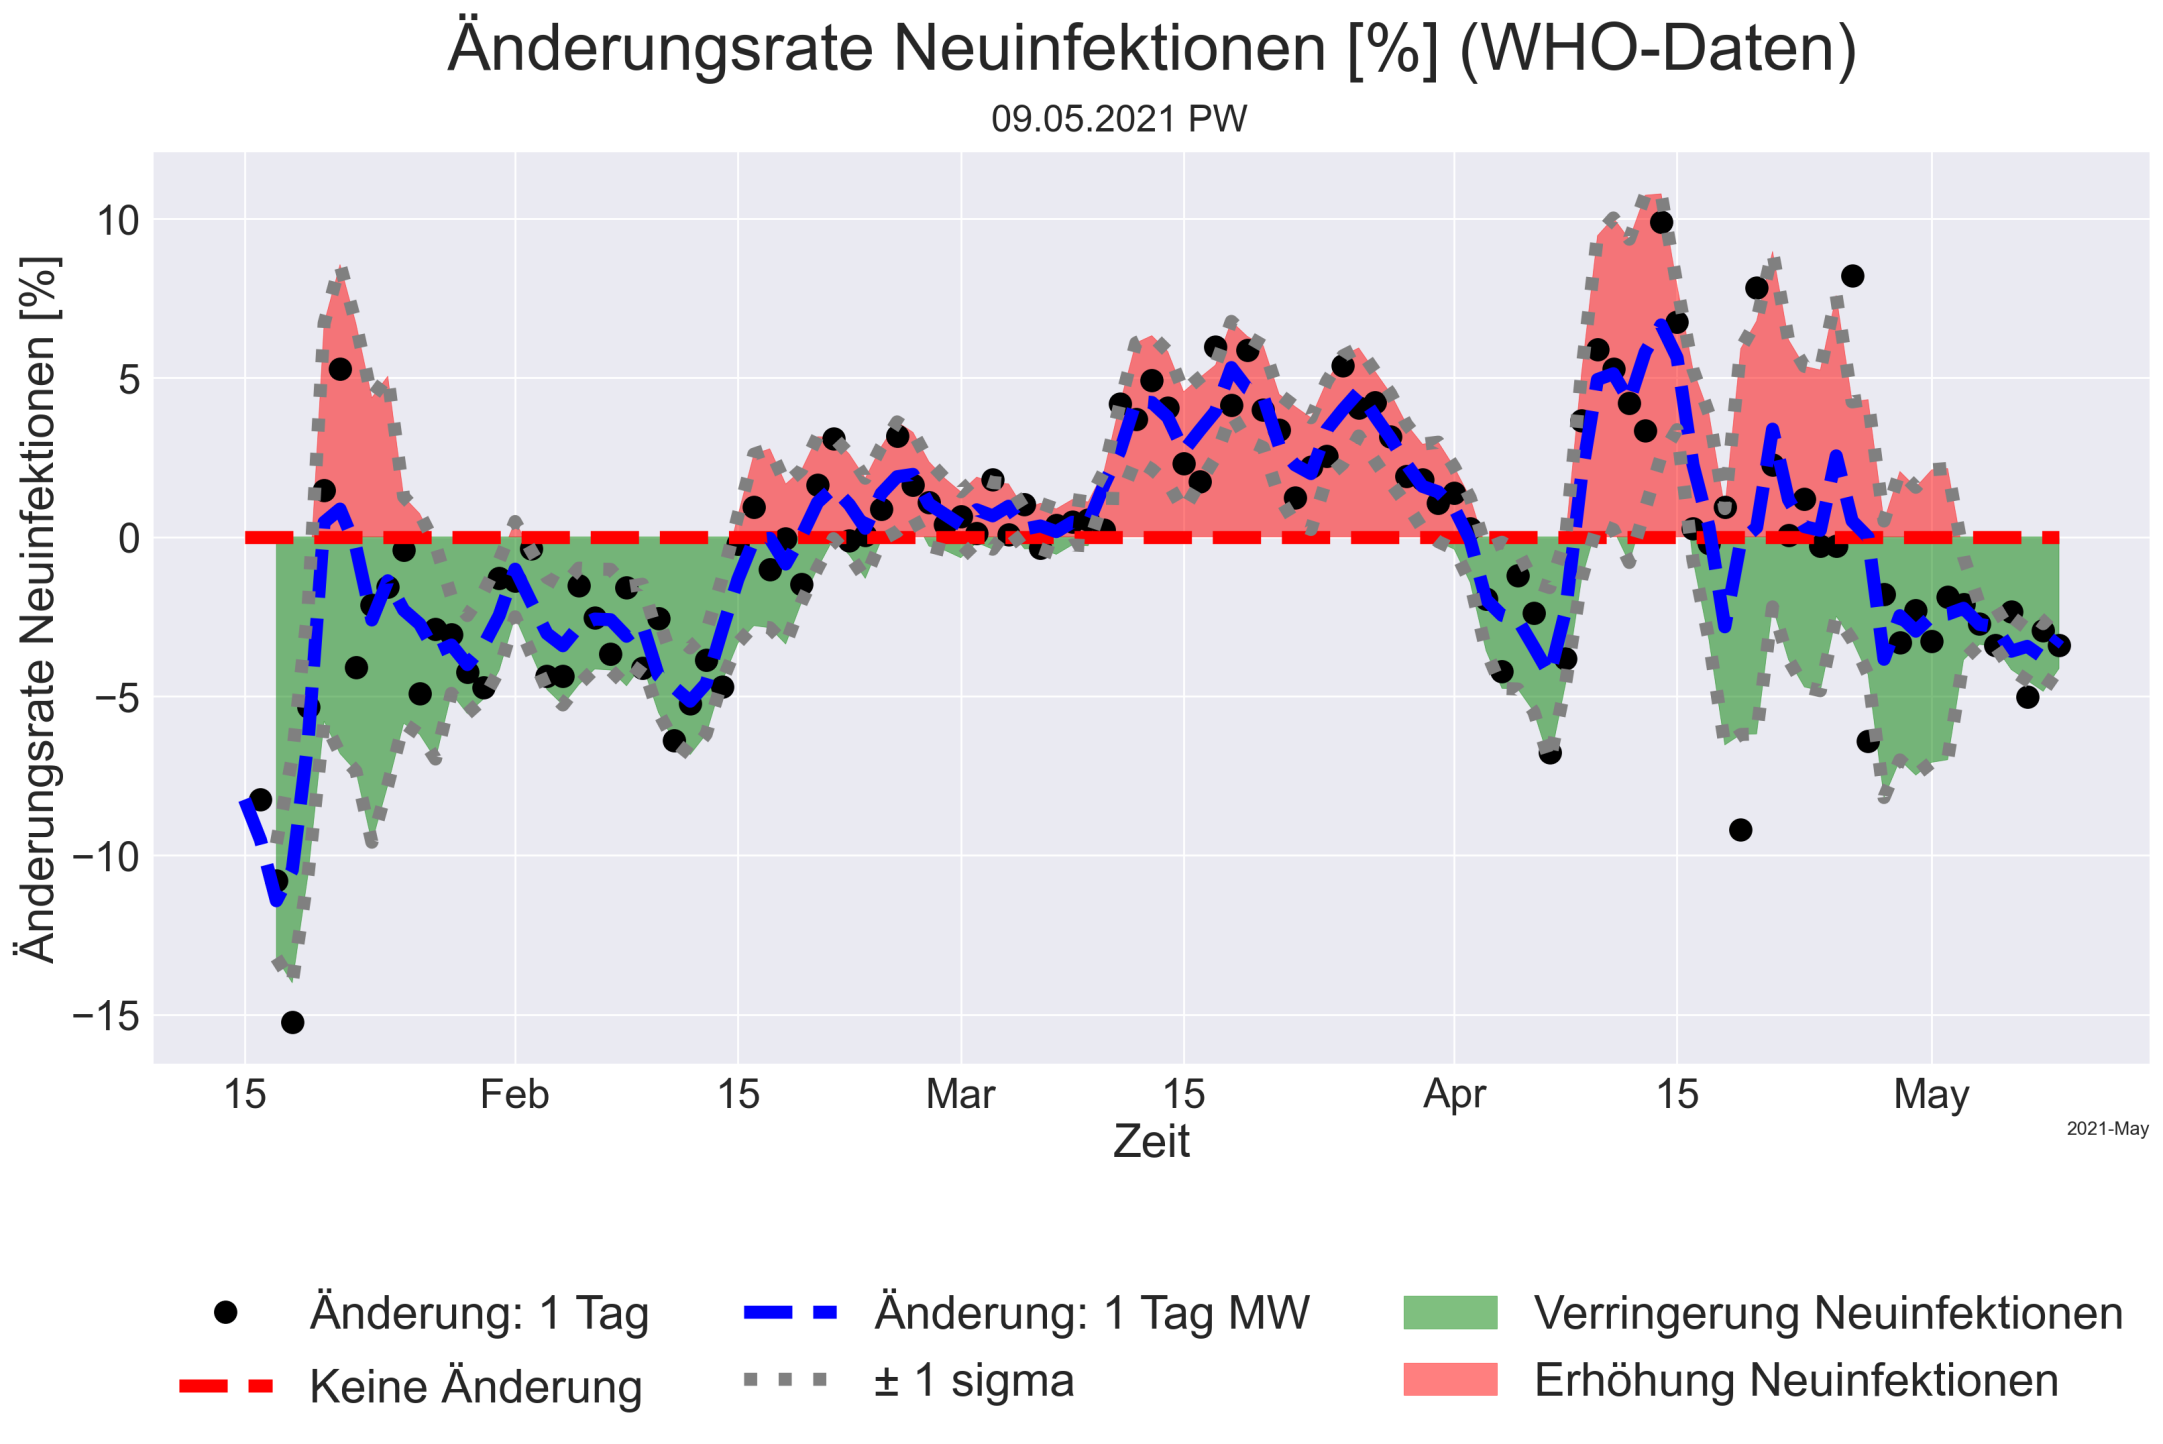 Änderungsrate Neuinfektionen [%] (WHO-Daten)
09.05.2021 PW
Änderungsrate Neuinfektionen [%]
10
5
0
−5
−10
−15
15 Feb 15 Mar 15 Apr 15 May
Zeit
2021-May
Änderung: 1 Tag
Keine Änderung
Änderung: 1 Tag MW
± 1 sigma
Verringerung Neuinfektionen
Erhöhung Neuinfektionen